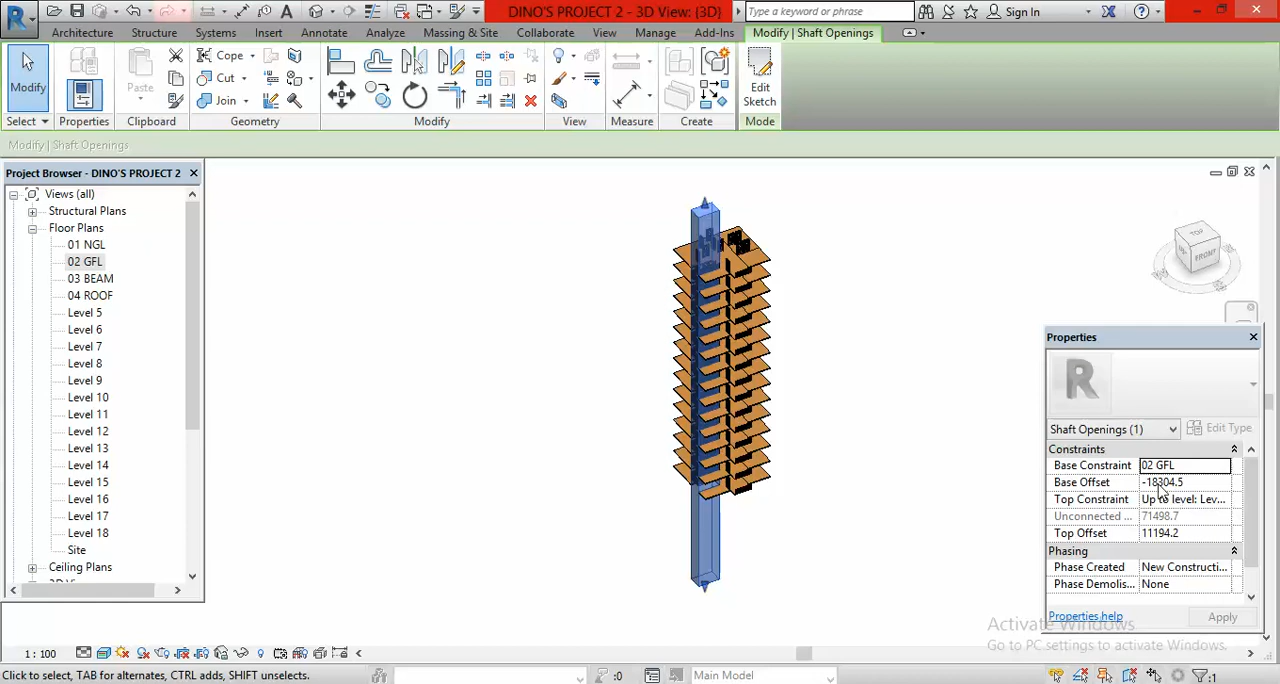 DINO'S PROJECT 2 - 3D View: {3D}
Type a keyword or phrase
Sign In
Architecture Structure Systems Insert Annotate Analyze Massing & Site Collaborate View Manage Add-Ins Modify | Shaft Openings
Modify
Paste
Cope
Cut
Join
Edit
Sketch
Select Properties Clipboard Geometry Modify View Measure Create Mode
Modify | Shaft Openings
Project Browser - DINO'S PROJECT 2
Views (all)
Structural Plans
Floor Plans
01 NGL
02 GFL
03 BEAM
04 ROOF
Level 5
Level 6
Level 7
Level 8
Level 9
Level 10
Level 11
Level 12
Level 13
Level 14
Level 15
Level 16
Level 17
Level 18
Site
Ceiling Plans
TOP
FRONT
Properties
R
Shaft Openings (1) Edit Type
Constraints
Base Constraint 02 GFL
Base Offset -18304.5
Top Constraint Up to level: Lev...
Unconnected ... 71498.7
Top Offset 11194.2
Phasing
Phase Created New Constructi...
Phase Demolis... None
Properties help Apply
Activate Windows
Go to PC settings to activate Windows.
1 : 100
Click to select, TAB for alternates, CTRL adds, SHIFT unselects.
:0
Main Model
:1